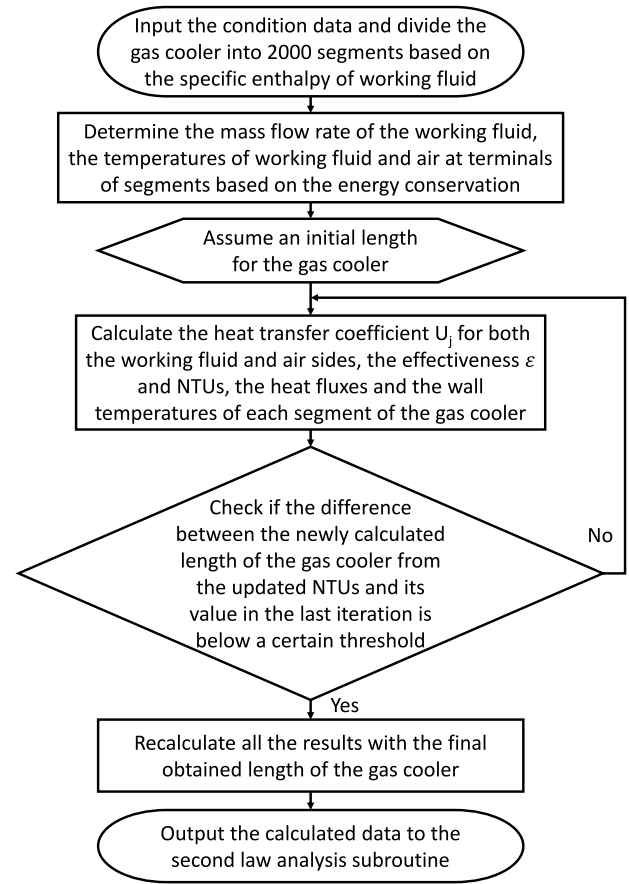 Input the condition data and divide the
gas cooler into 2000 segments based on
the specific enthalpy of working fluid
Determine the mass flow rate of the working fluid,
the temperatures of working fluid and air at terminals
of segments based on the energy conservation
Assume an initial length
for the gas cooler
Calculate the heat transfer coefficient Uj for both
the working fluid and air sides, the effectiveness ε
and NTUs, the heat fluxes and the wall
temperatures of each segment of the gas cooler
Check if the difference
between the newly calculated
length of the gas cooler from
the updated NTUs and its
value in the last iteration is
below a certain threshold
No
Yes
Recalculate all the results with the final
obtained length of the gas cooler
Output the calculated data to the
second law analysis subroutine